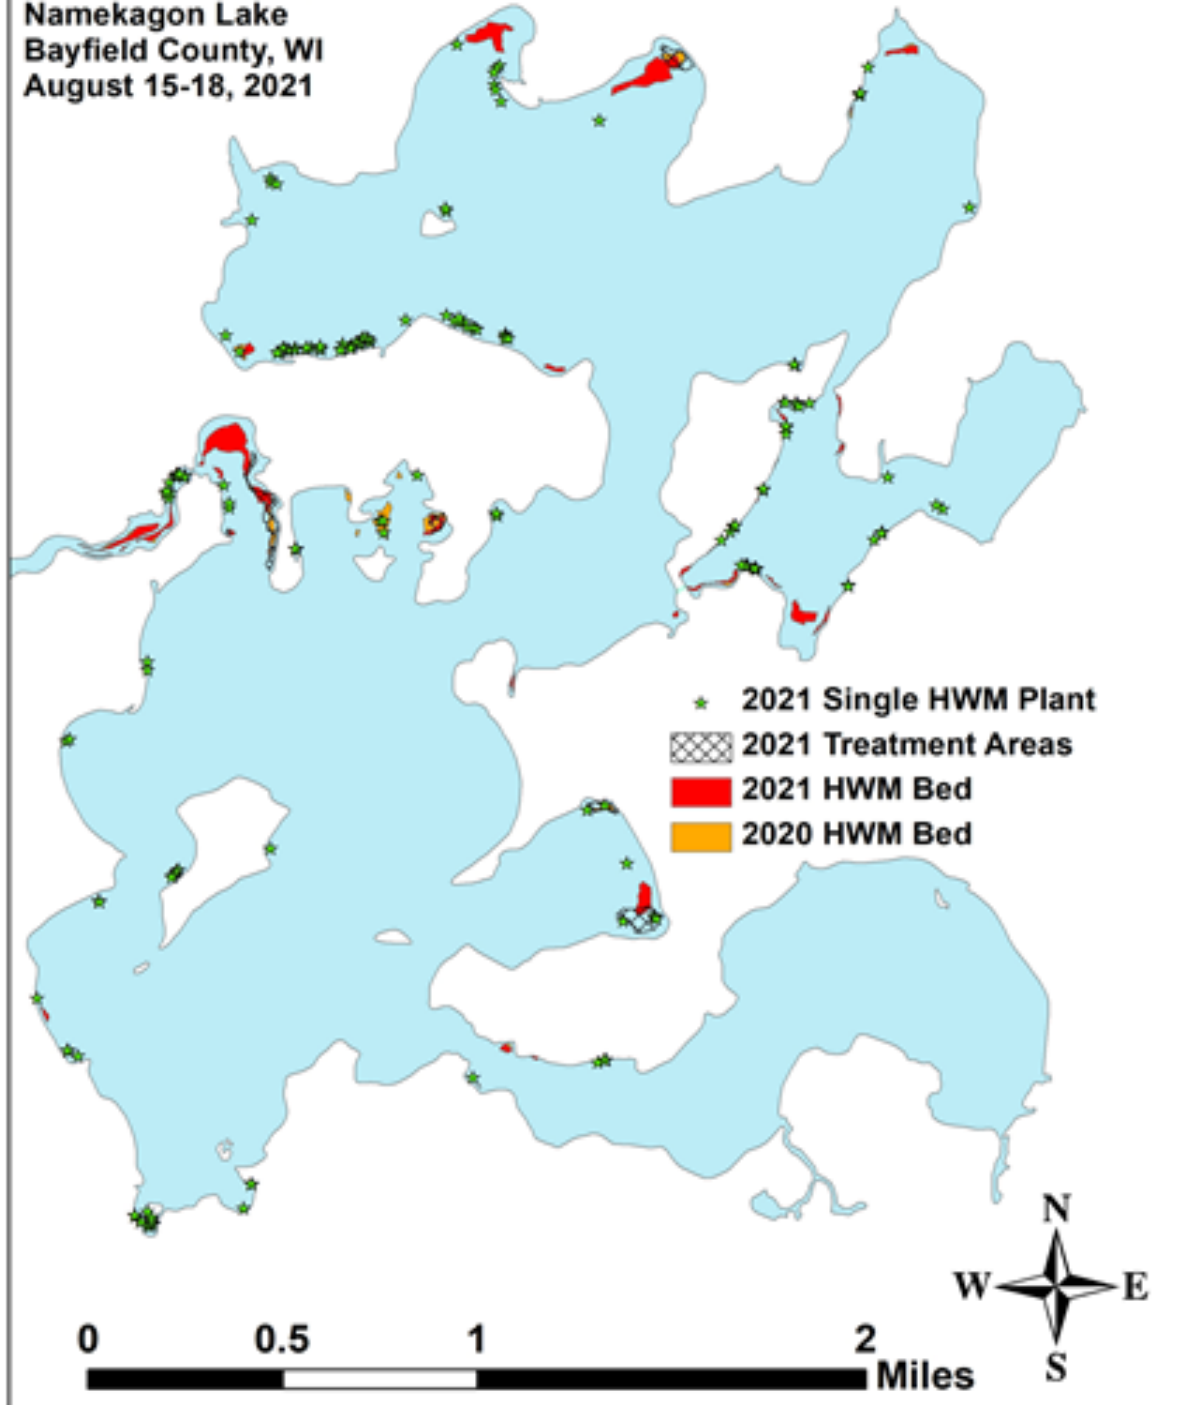 Namekagon Lake
Bayfield County, WI
August 15-18, 2021
2021 Single HWM Plant
2021 Treatment Areas
2021 HWM Bed
2020 HWM Bed
N
W E
S
0 0.5 1 2
Miles